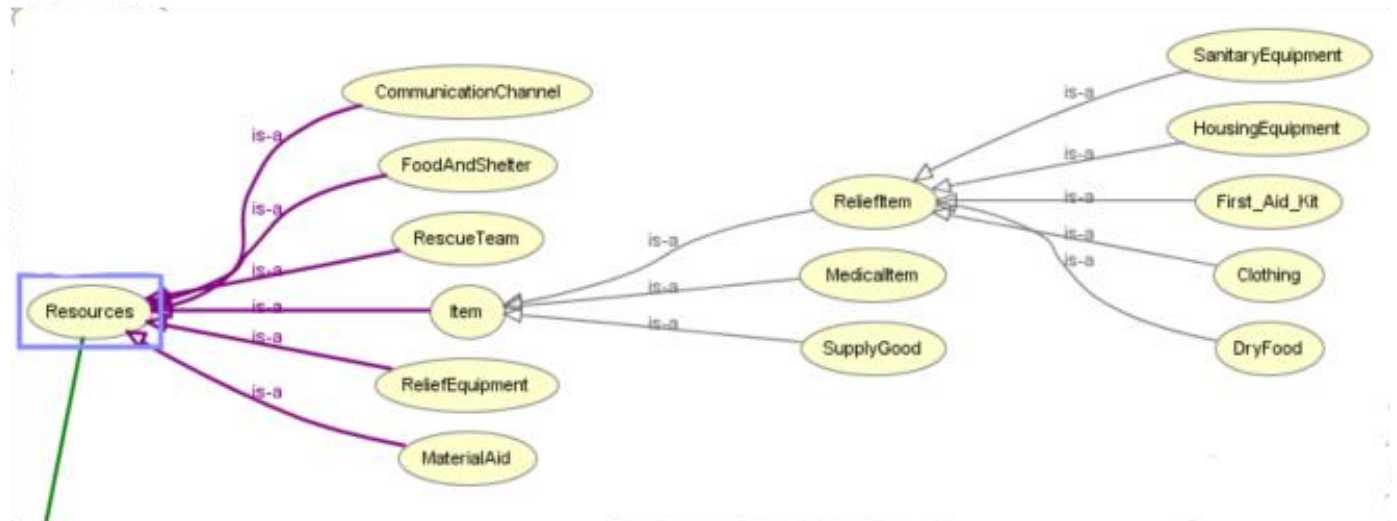 SanitaryEquipment
is-a
CommunicationChannel
HousingEquipment
is-a
is-a
FoodAndShelter
ReliefItem
is-a
First_Aid_Kit
is-a
is-a
RescueTeam
is-a
is-a
is-a
MedicalItem
Clothing
is-a
Resources
is-a
Item
is-a
is-a
SupplyGood
DryFood
ReliefEquipment
is-a
MaterialAid